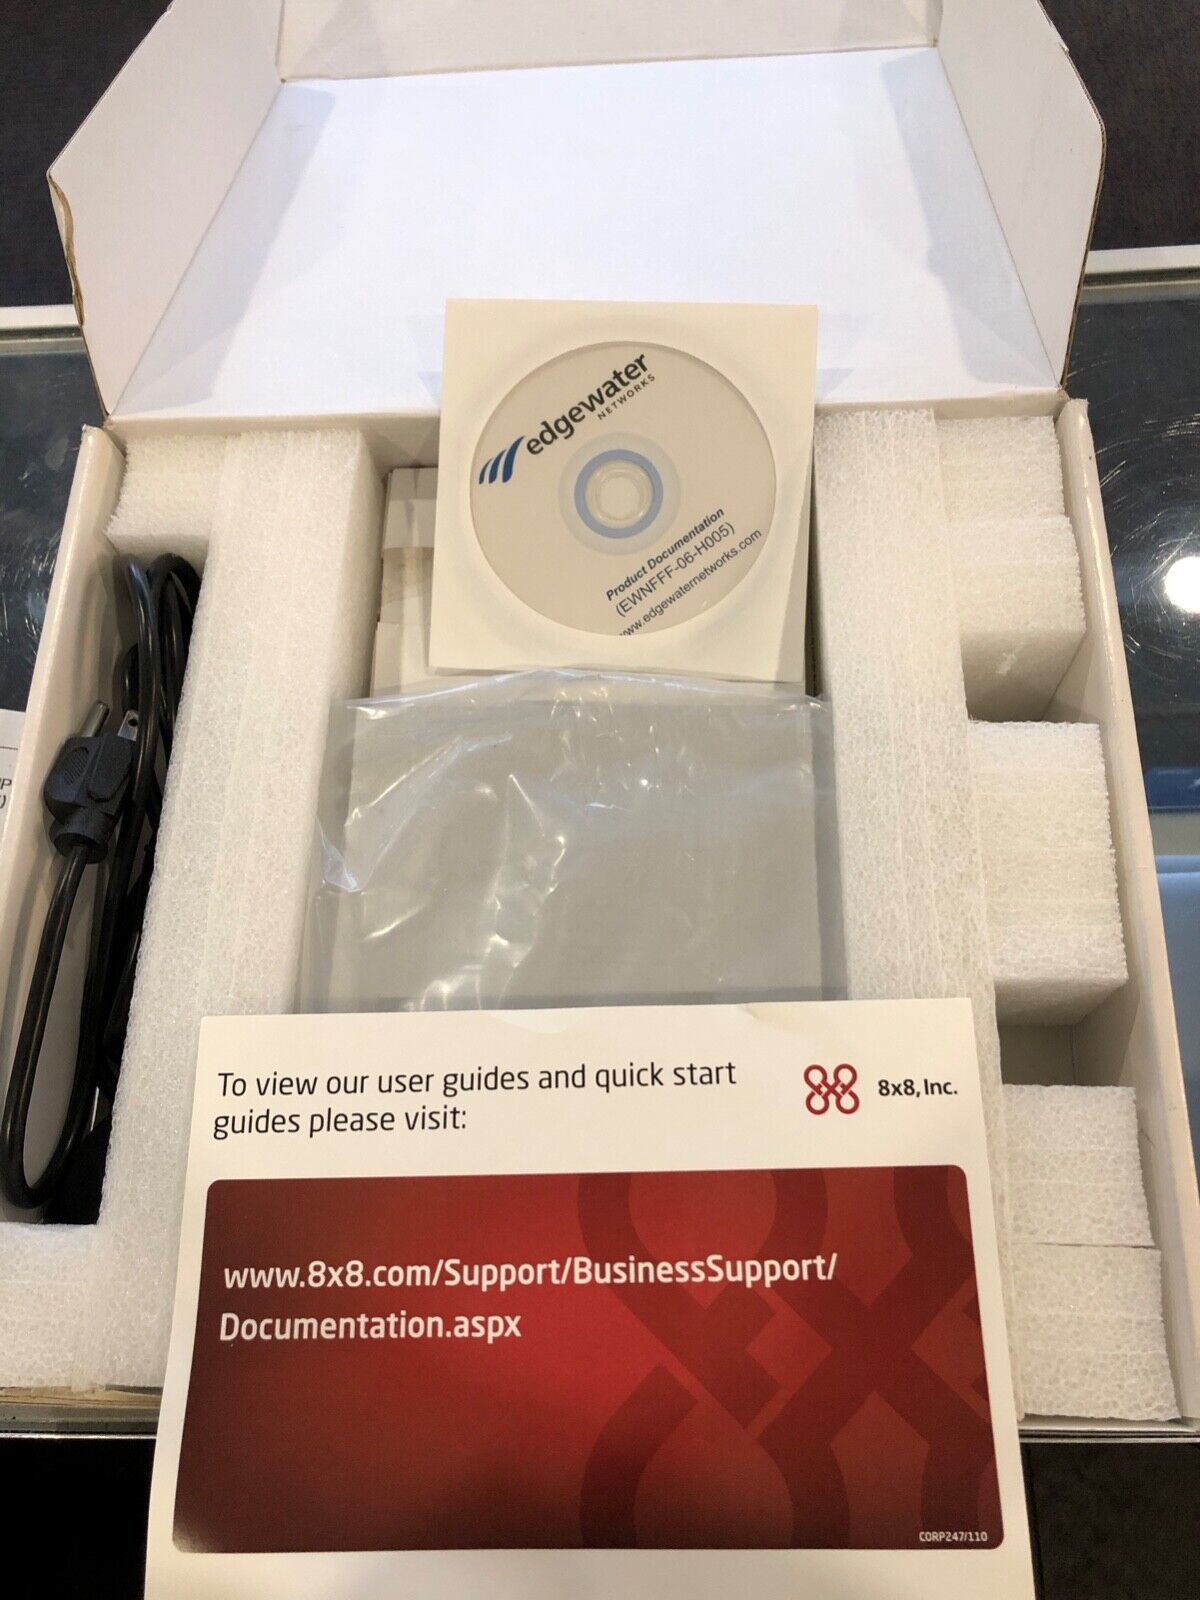 edgewater
NETWORKS
Product Documentation
(EWNFFF-06-H005)
www.edgewaternetworks.com
To view our user guides and quick start
guides please visit:
8x8, Inc.
www.8x8.com/Support/BusinessSupport/
Documentation.aspx
CORP247/110